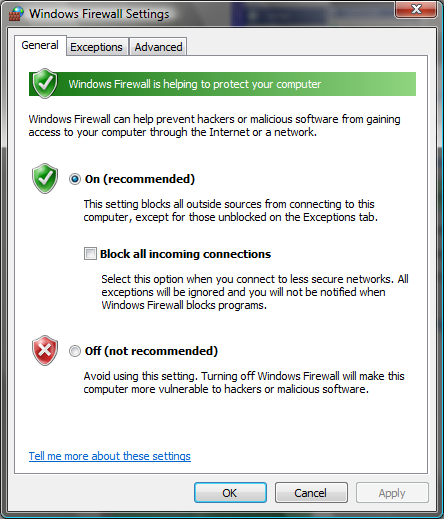 Windows Firewall Settings
General
Exceptions
Advanced
Windows Firewall is helping to protect your computer
Windows Firewall can help prevent hackers or malicious software from gaining
access to your computer through the Internet or a network.
On (recommended)
This setting blocks all outside sources from connecting to this
computer, except for those unblocked on the Exceptions tab.
Block all incoming connections
Select this option when you connect to less secure networks. All
exceptions will be ignored and you will not be notified when
Windows Firewall blocks programs.
Off (not recommended)
Avoid using this setting. Turning off Windows Firewall will make this
computer more vulnerable to hackers or malicious software.
Tell me more about these settings
OK
Cancel
Apply